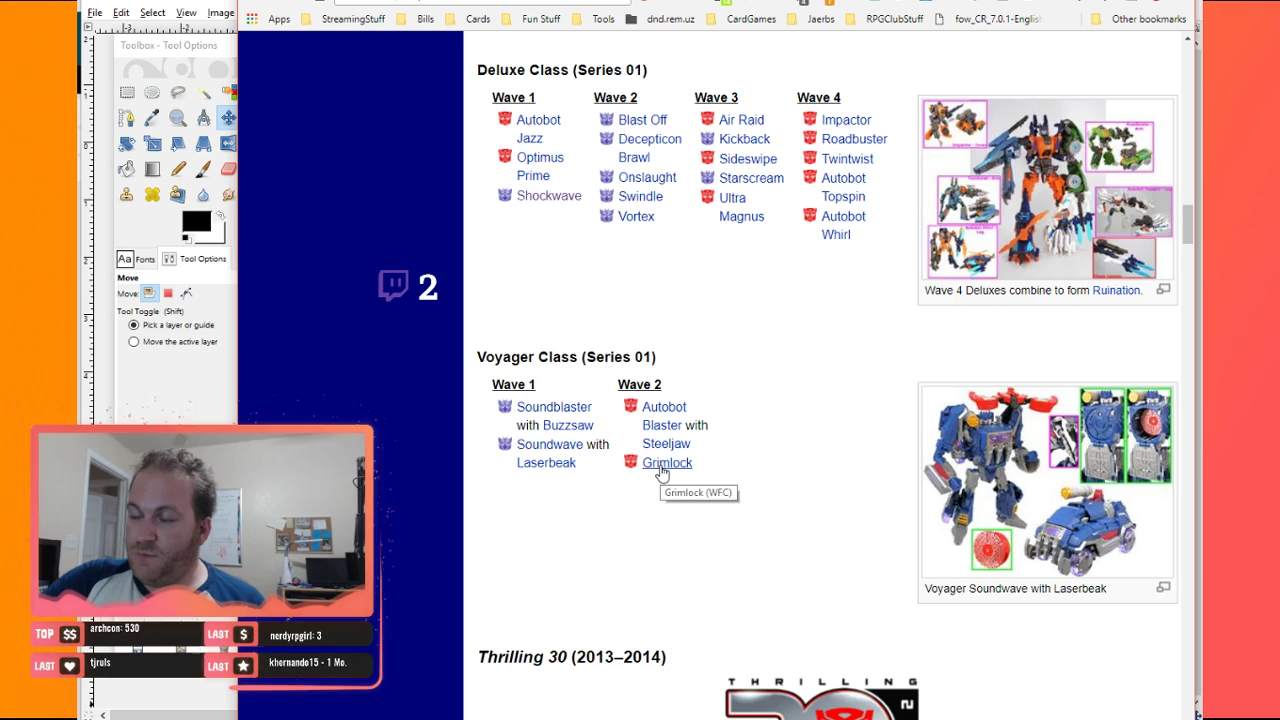 File Edit Select View Image
Apps StreamingStuff Bills Cards Fun Stuff Tools dnd.rem.uz CardGames Jaerbs RPGClubStuff fow_CR_7.0.1-Englis Other bookmarks
Toolbox - Tool Options
Aa Fonts Tool Options
Move
Move:
Tool Toggle (Shift)
Pick a layer or guide
Move the active layer
2
Deluxe Class (Series 01)
Wave 1
Autobot
Jazz
Optimus
Prime
Shockwave
Wave 2
Blast Off
Decepticon
Brawl
Onslaught
Swindle
Vortex
Wave 3
Air Raid
Kickback
Sideswipe
Starscream
Ultra
Magnus
Wave 4
Impactor
Roadbuster
Twintwist
Autobot
Topspin
Autobot
Whirl
Wave 4 Deluxes combine to form Ruination.
Voyager Class (Series 01)
Wave 1
Soundblaster
with Buzzsaw
Soundwave with
Laserbeak
Wave 2
Autobot
Blaster with
Steeljaw
Grimlock
Grimlock (WFC)
Voyager Soundwave with Laserbeak
Thrilling 30 (2013–2014)
THRILLING
TOP $$ archcon: 530 LAST $ nerdyrpgirl: 3
LAST tjruls LAST khernando15 - 1 Mo.